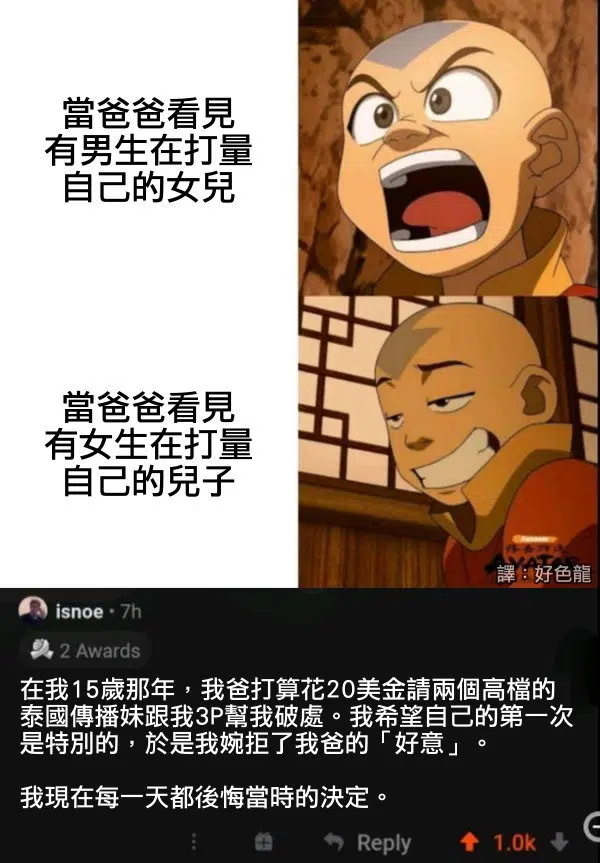 當爸爸看見
有男生在打量
自己的女兒
當爸爸看見
有女生在打量
自己的兒子
譯：好色龍
isnoe · 7h
2 Awards
在我15歲那年，我爸打算花20美金請兩個高檔的
泰國傳播妹跟我3P幫我破處。我希望自己的第一次
是特別的，於是我婉拒了我爸的「好意」。
我現在每一天都後悔當時的決定。
Reply 1.0k